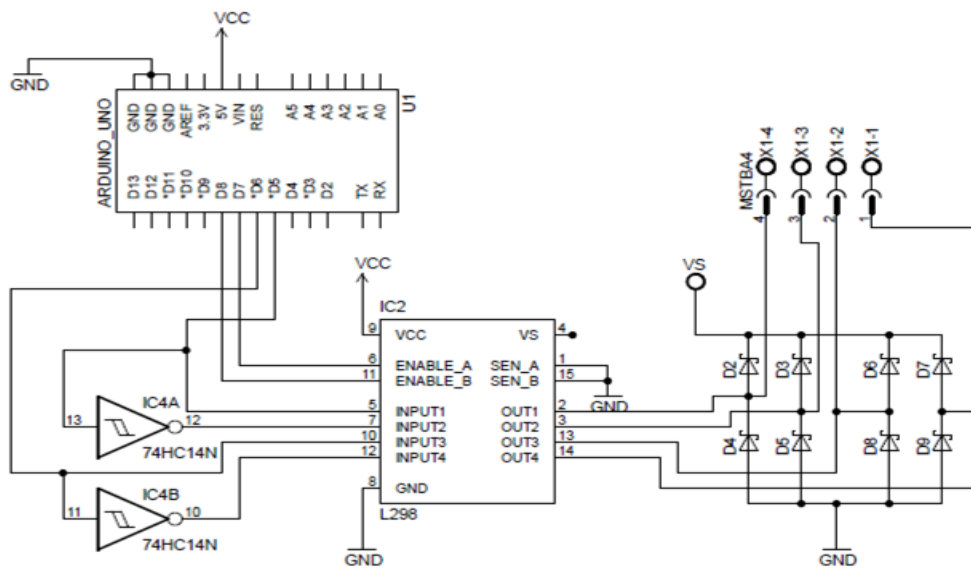 VCC
GND
ARDUINO_UNO
U1
GND
GND
GND
AREF
3.3V
5V
VIN
RES
A5
A4
A3
A2
A1
A0
D13
D12
*D11
*D10
*D9
D8
D7
*D6
*D5
D4
*D3
D2
TX
RX
MSTBA4
X1-4
X1-3
X1-2
X1-1
4
3
2
1
VCC
VS
IC2
9 VCC VS 4
6 ENABLE_A SEN_A 1
11 ENABLE_B SEN_B 15
GND
5 INPUT1 OUT1 2
7 INPUT2 OUT2 3
10 INPUT3 OUT3 13
12 INPUT4 OUT4 14
8 GND
L298
GND
IC4A
13 12
74HC14N
IC4B
11 10
74HC14N
D2
D3
D6
D7
D4
D5
D8
D9
GND